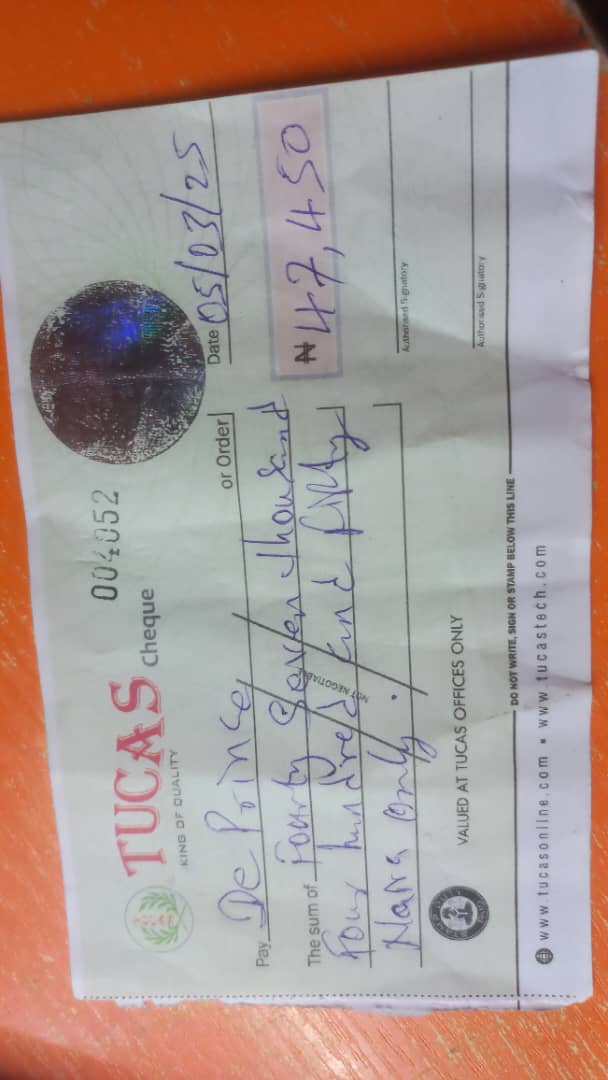 TUCAS cheque
KING OF QUALITY
004052
Date 05/03/25
Pay De Prince or Order
The sum of Fourty Seven thousand
Four hundred and fifty
Naira only.
₦ 47,450
NOT NEGOTIABLE
Authorised Signatory
Authorised Signatory
VALUED AT TUCAS OFFICES ONLY
DO NOT WRITE, SIGN OR STAMP BELOW THIS LINE
www.tucasonline.com • www.tucastech.com